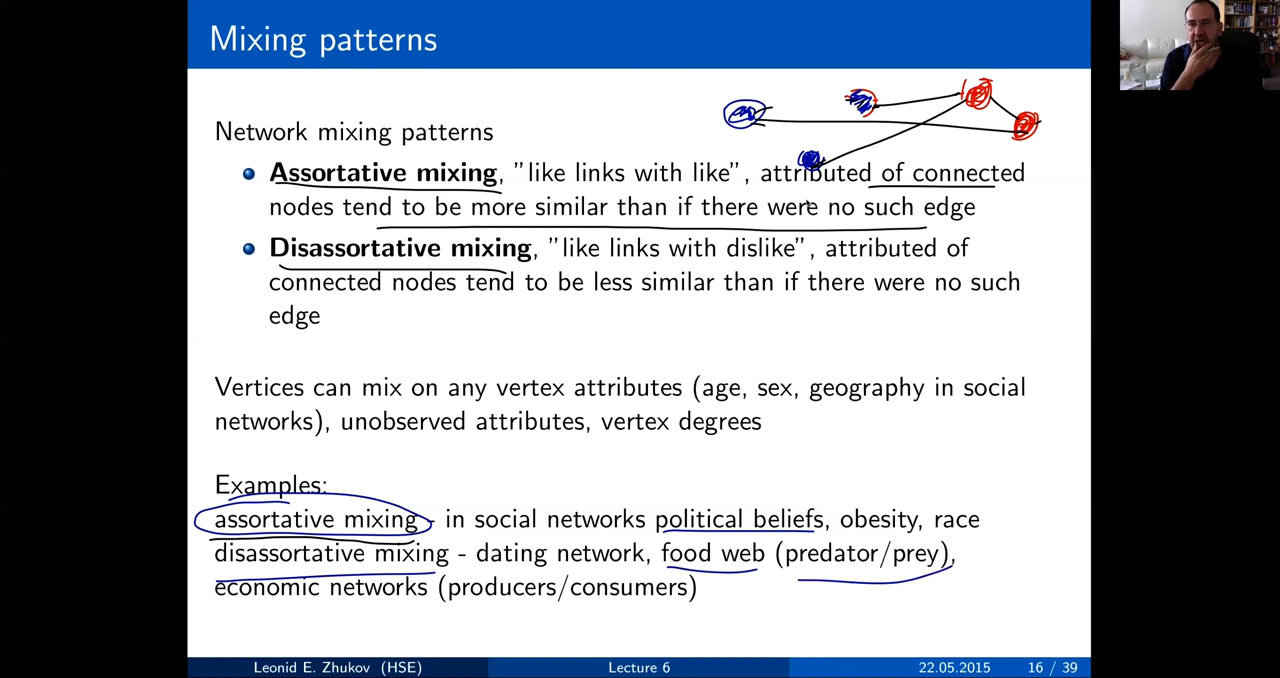 Mixing patterns
Network mixing patterns
Assortative mixing, "like links with like", attributed of connected
nodes tend to be more similar than if there were no such edge
Disassortative mixing, "like links with dislike", attributed of
connected nodes tend to be less similar than if there were no such
edge
Vertices can mix on any vertex attributes (age, sex, geography in social
networks), unobserved attributes, vertex degrees
Examples:
assortative mixing - in social networks political beliefs, obesity, race
disassortative mixing - dating network, food web (predator/prey),
economic networks (producers/consumers)
Leonid E. Zhukov (HSE) Lecture 6 22.05.2015 16 / 39